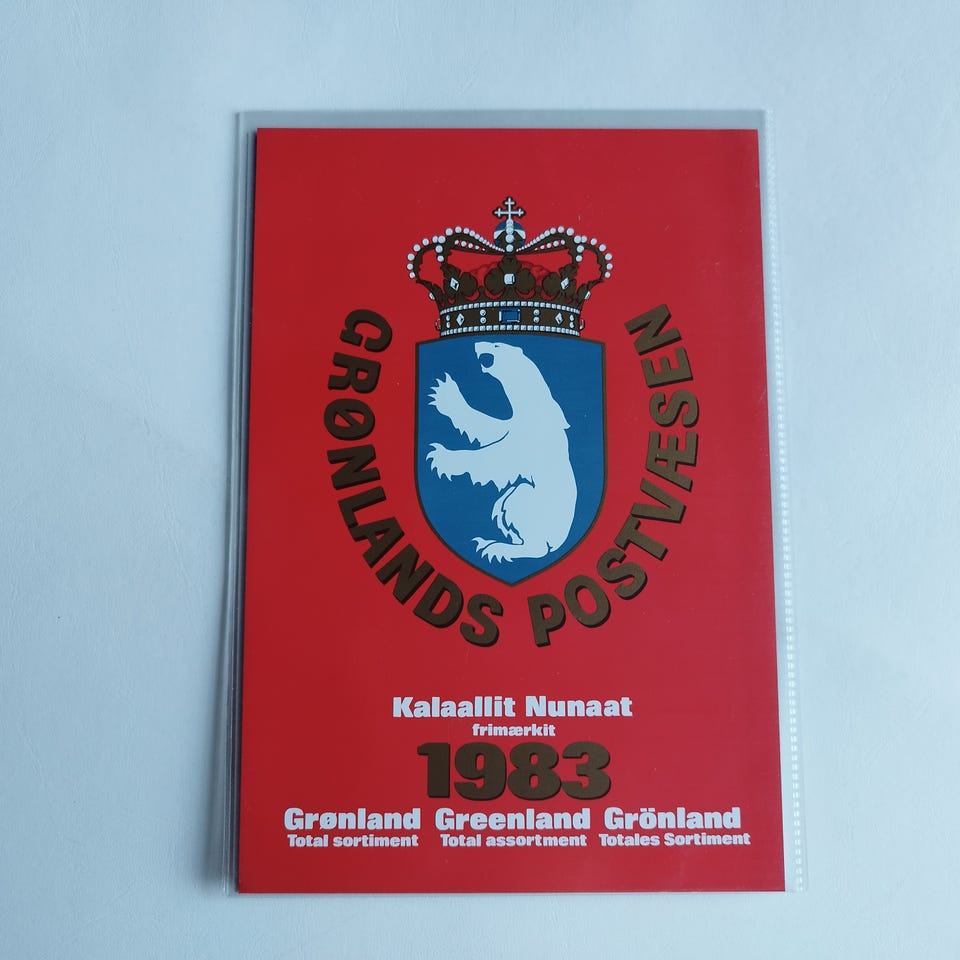 GRØNLANDS POSTVÆSEN
Kalaallit Nunaat
frimærkit
1983
Grønland Greenland Grönland
Total sortiment Total assortment Totales Sortiment